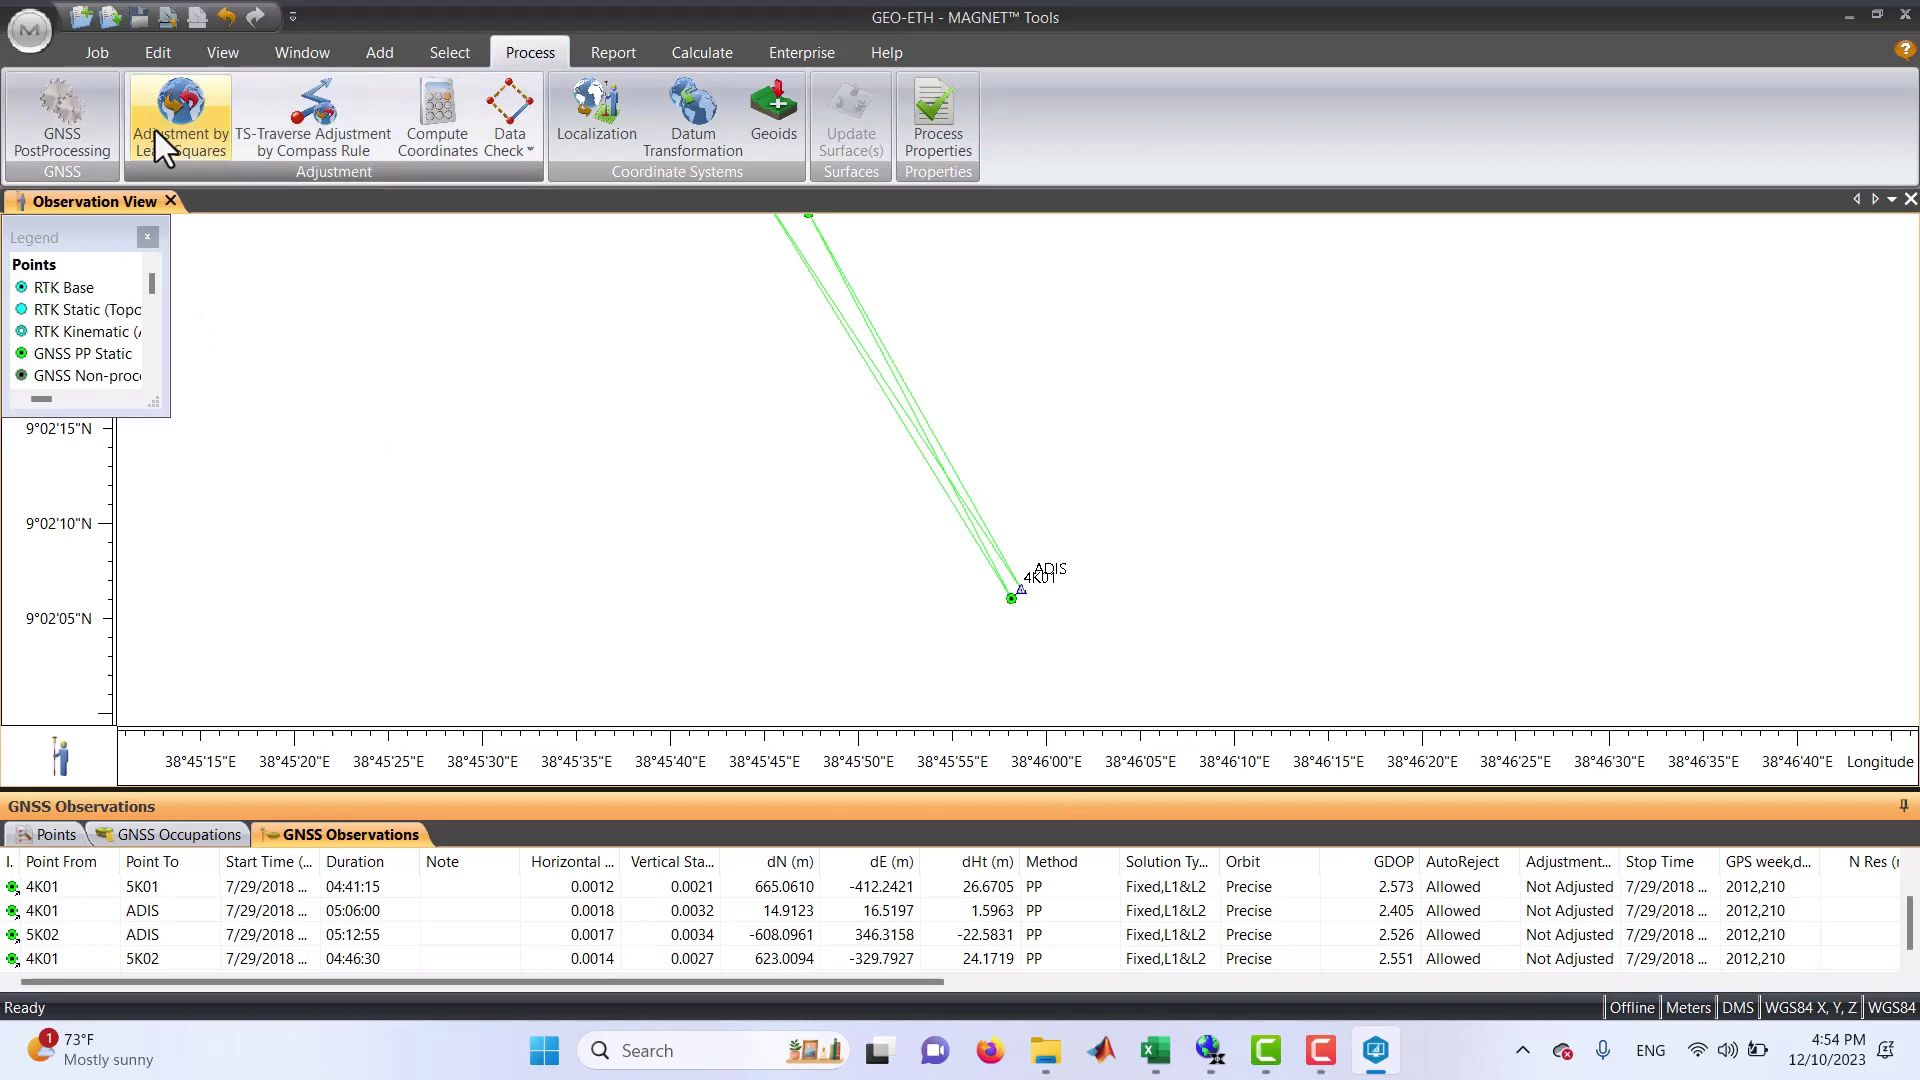 GEO-ETH - MAGNET™ Tools
Job Edit View Window Add Select Process Report Calculate Enterprise Help
GNSS PostProcessing
GNSS
TS-Traverse Adjustment by Compass Rule
Compute Coordinates
Data Check
Adjustment
Localization
Datum Transformation
Geoids
Coordinate Systems
Update Surface(s)
Surfaces
Process Properties
Properties
Observation View
Legend
Points
RTK Base
RTK Static (Topc
RTK Kinematic (
GNSS PP Static
GNSS Non-proc
9°02'15"N
9°02'10"N
9°02'05"N
ADIS
4K01
38°45'15"E 38°45'20"E 38°45'25"E 38°45'30"E 38°45'35"E 38°45'40"E 38°45'45"E 38°45'50"E 38°45'55"E 38°46'00"E 38°46'05"E 38°46'10"E 38°46'15"E 38°46'20"E 38°46'25"E 38°46'30"E 38°46'35"E 38°46'40"E Longitude
GNSS Observations
Points GNSS Occupations GNSS Observations
I. Point From Point To Start Time (... Duration Note Horizontal ... Vertical Sta... dN (m) dE (m) dHt (m) Method Solution Ty... Orbit GDOP AutoReject Adjustment... Stop Time GPS week,d... N Res (
4K01 5K01 7/29/2018 ... 04:41:15 0.0012 0.0021 665.0610 -412.2421 26.6705 PP Fixed,L1&L2 Precise 2.573 Allowed Not Adjusted 7/29/2018 ... 2012,210
4K01 ADIS 7/29/2018 ... 05:06:00 0.0018 0.0032 14.9123 16.5197 1.5963 PP Fixed,L1&L2 Precise 2.405 Allowed Not Adjusted 7/29/2018 ... 2012,210
5K02 ADIS 7/29/2018 ... 05:12:55 0.0017 0.0034 -608.0961 346.3158 -22.5831 PP Fixed,L1&L2 Precise 2.526 Allowed Not Adjusted 7/29/2018 ... 2012,210
4K01 5K02 7/29/2018 ... 04:46:30 0.0014 0.0027 623.0094 -329.7927 24.1719 PP Fixed,L1&L2 Precise 2.551 Allowed Not Adjusted 7/29/2018 ... 2012,210
Ready Offline Meters DMS WGS84 X, Y, Z WGS84
1 73°F
Mostly sunny
Search
ENG
4:54 PM
12/10/2023